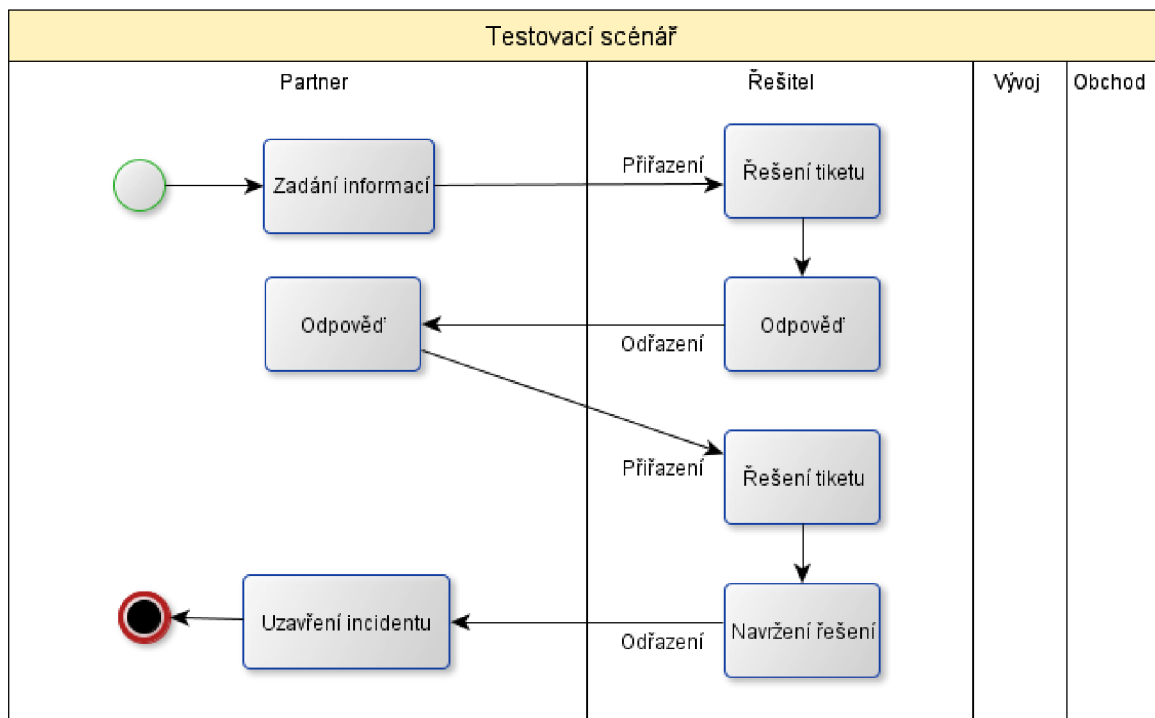 Testovací scénář
Partner
Řešitel
Vývoj
Obchod
Zadání informací
Přiřazení
Řešení tiketu
Odpověď
Odřazení
Odpověď
Přiřazení
Řešení tiketu
Uzavření incidentu
Odřazení
Navržení řešení